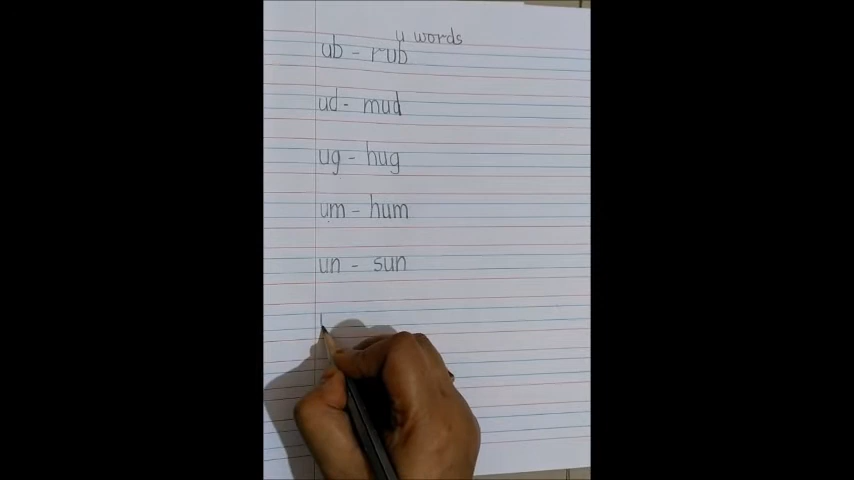 u words
ub - rub
ud - mud
ug - hug
um - hum
un - sun